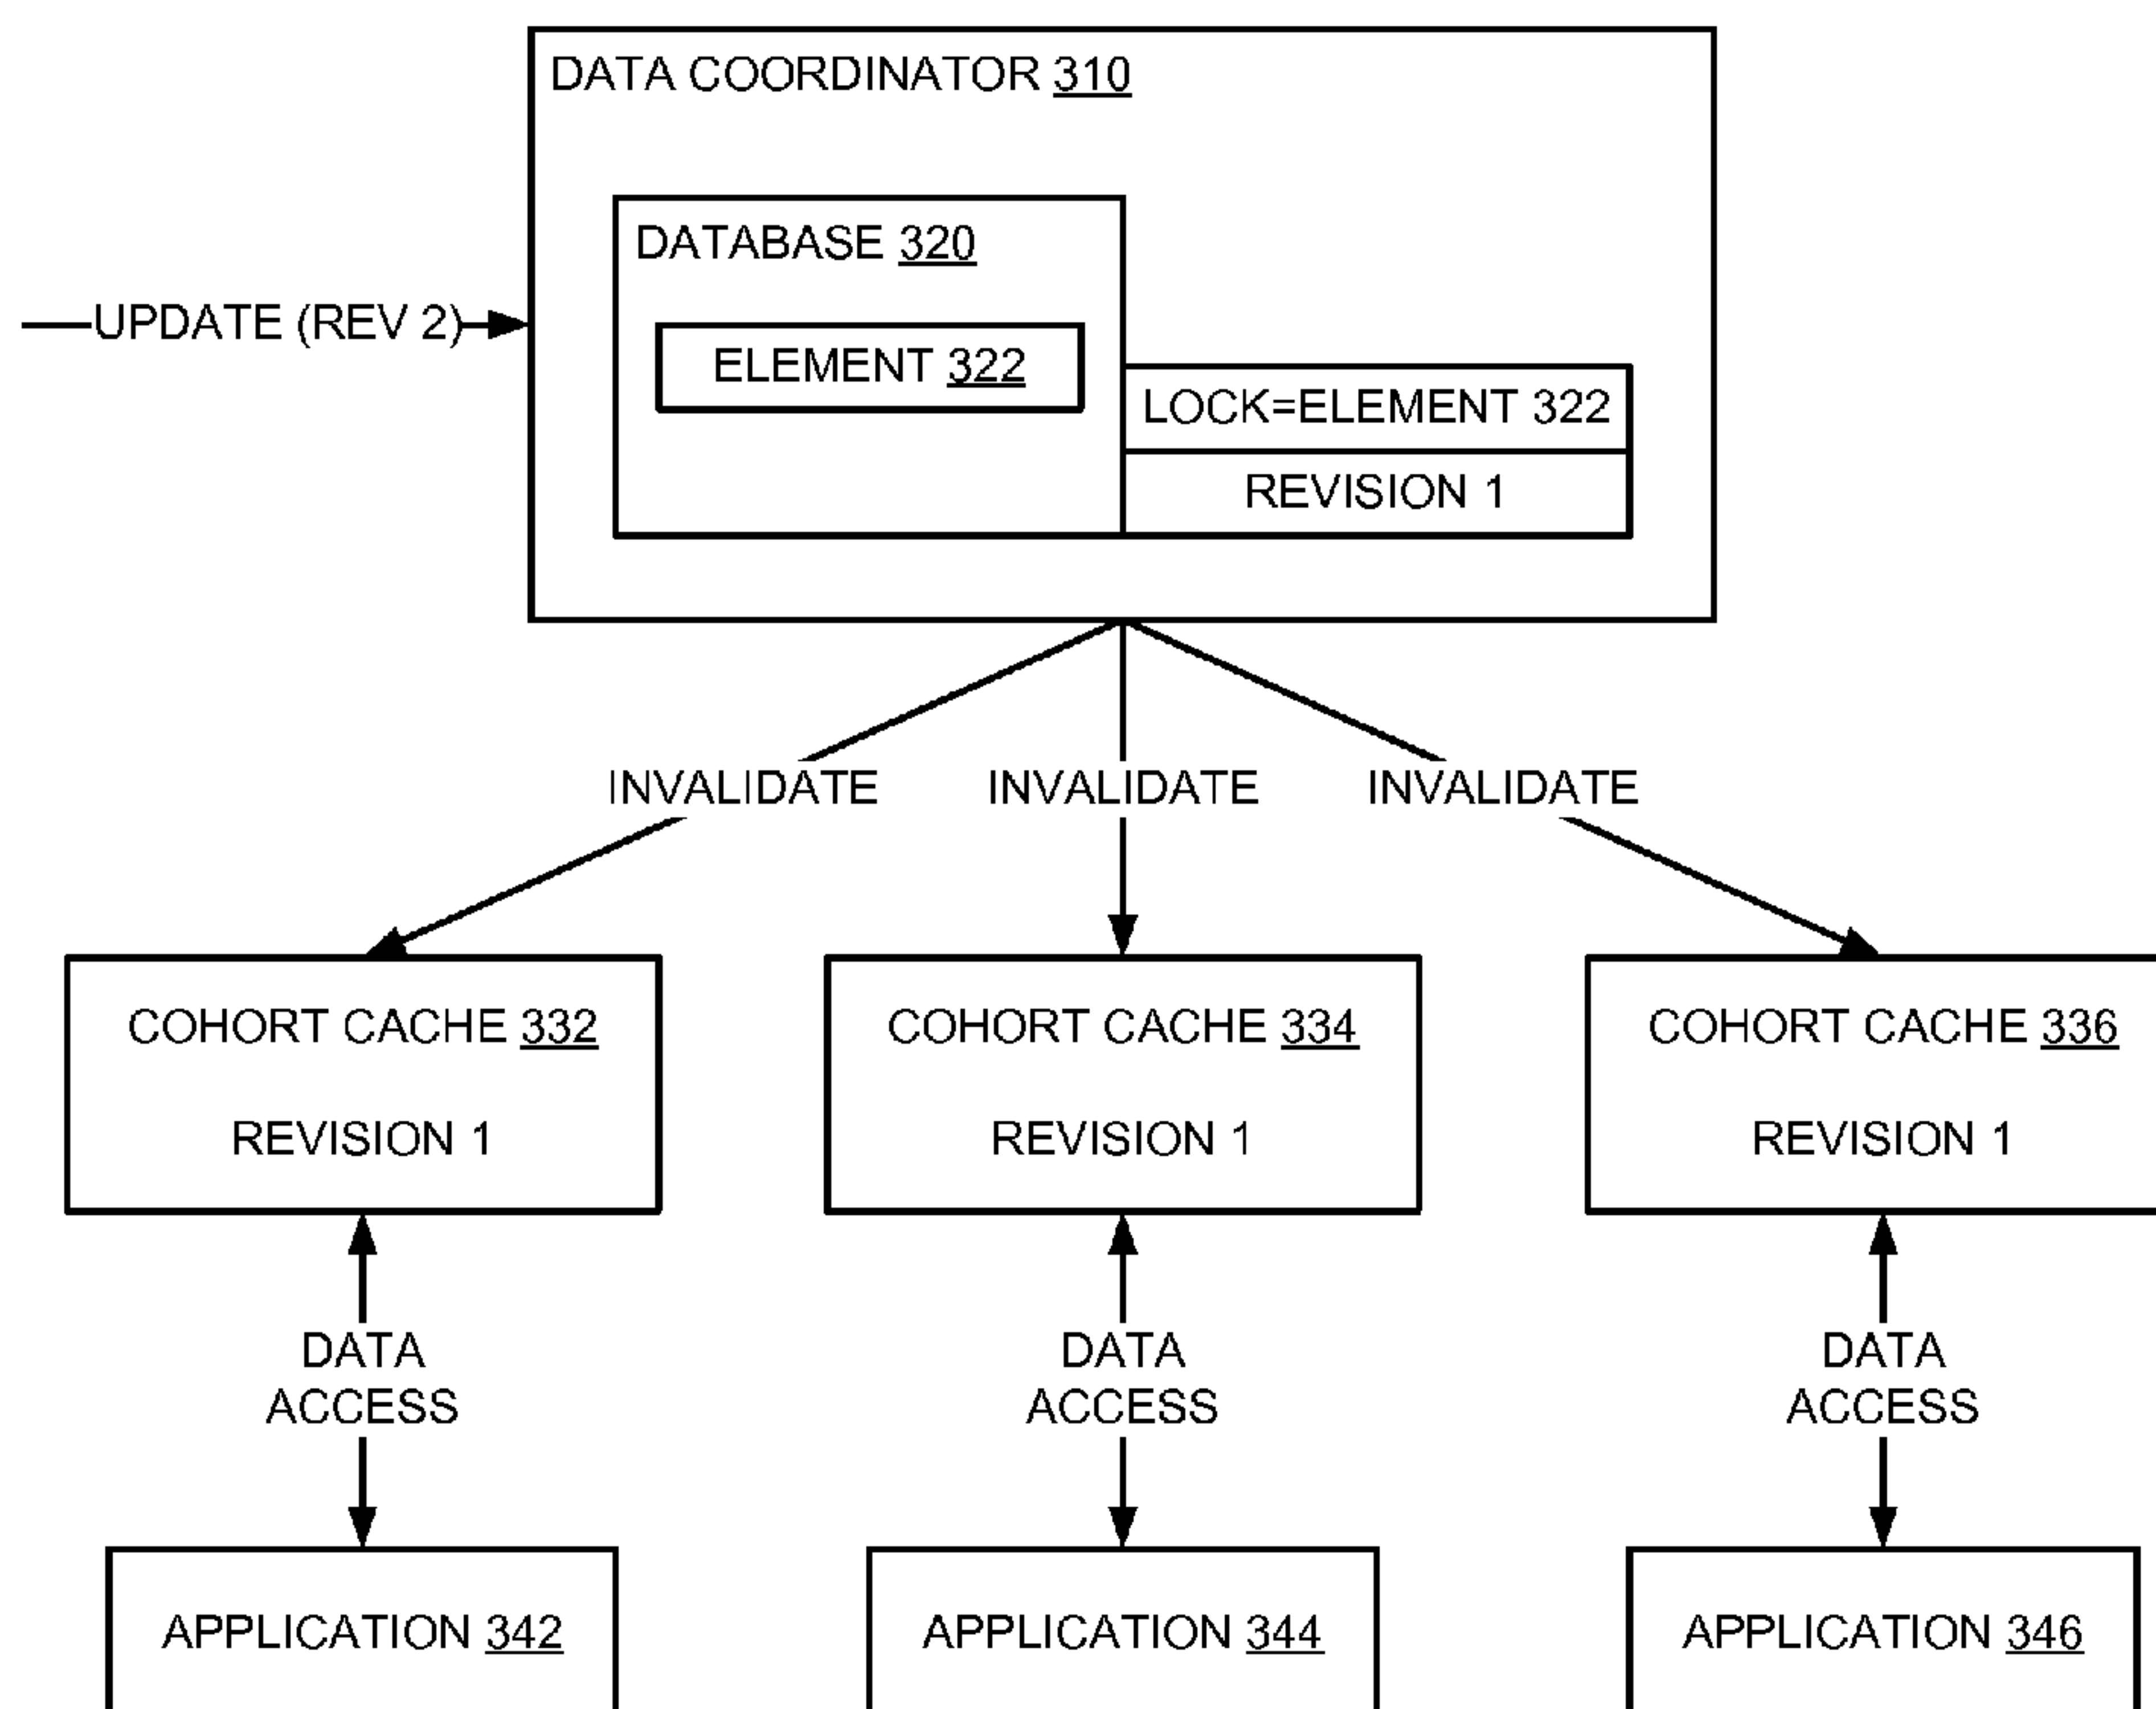 DATA COORDINATOR 310
DATABASE 320
UPDATE (REV 2)
ELEMENT 322
LOCK=ELEMENT 322
REVISION 1
INVALIDATE INVALIDATE INVALIDATE
COHORT CACHE 332 COHORT CACHE 334 COHORT CACHE 336
REVISION 1 REVISION 1 REVISION 1
DATA DATA DATA
ACCESS ACCESS ACCESS
APPLICATION 342 APPLICATION 344 APPLICATION 346